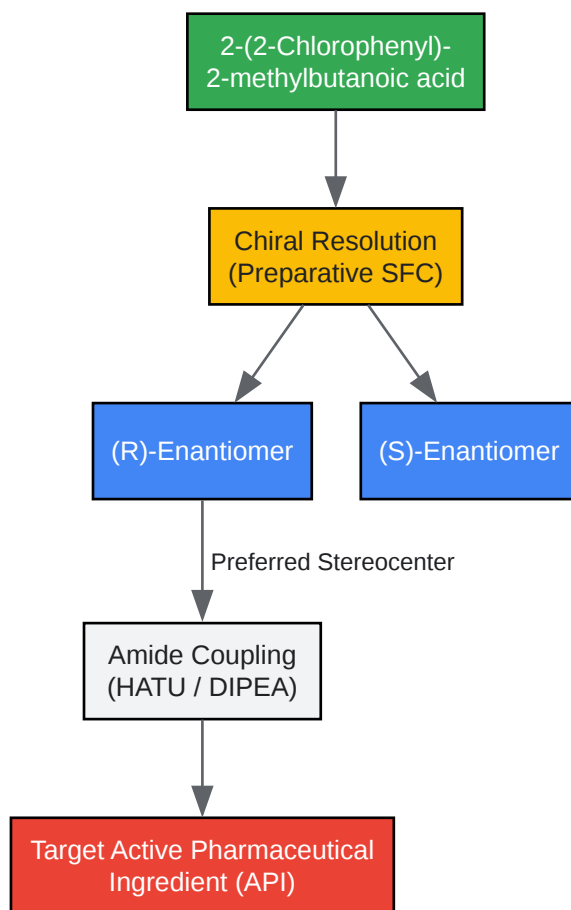 2-(2-Chlorophenyl)-
2-methylbutanoic acid
Chiral Resolution
(Preparative SFC)
(R)-Enantiomer
(S)-Enantiomer
Preferred Stereocenter
Amide Coupling
(HATU / DIPEA)
Target Active Pharmaceutical
Ingredient (API)